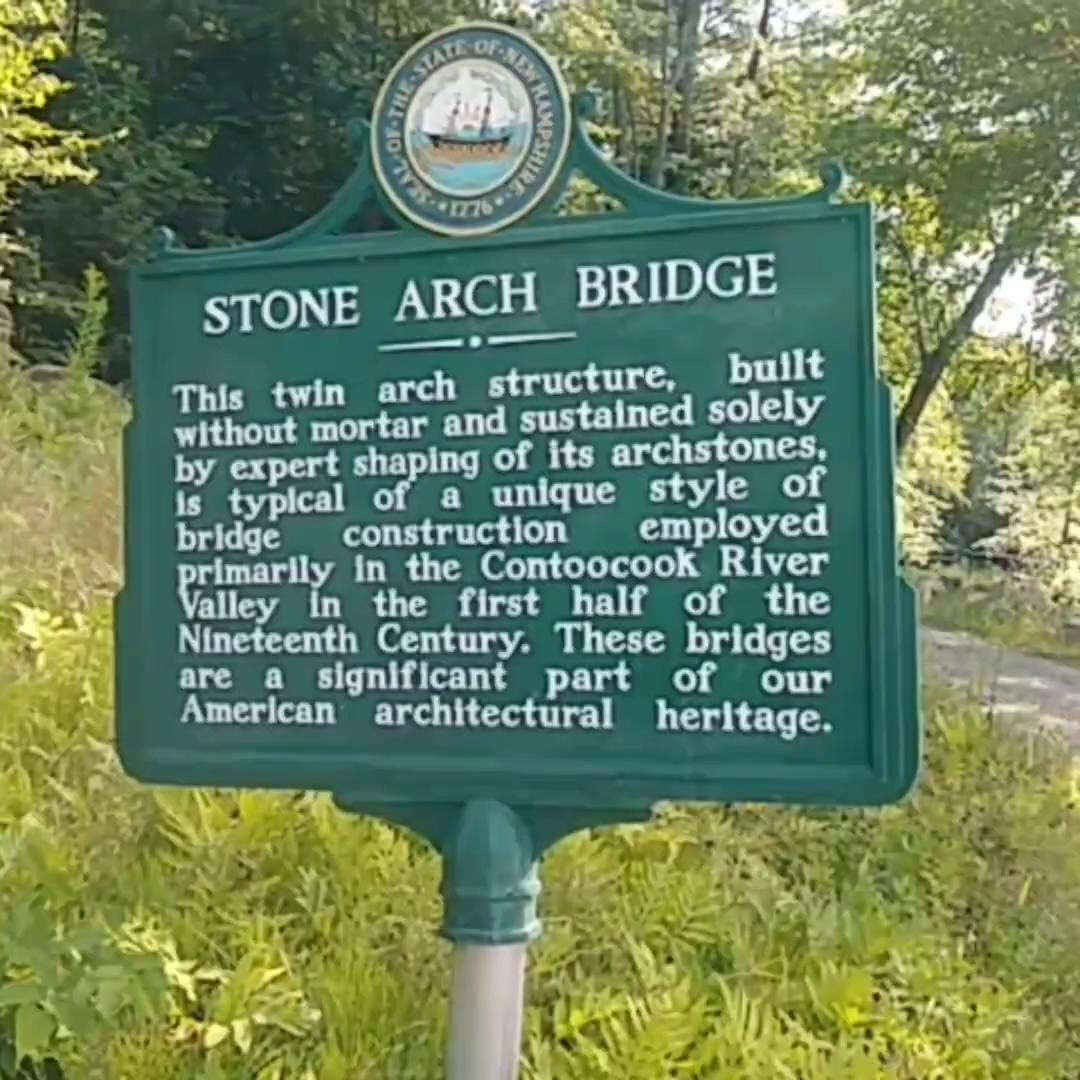 SEAL · OF · THE · STATE · OF · NEW HAMPSHIRE
1776
STONE ARCH BRIDGE
This twin arch structure, built
without mortar and sustained solely
by expert shaping of its archstones,
is typical of a unique style of
bridge construction employed
primarily in the Contoocook River
Valley in the first half of the
Nineteenth Century. These bridges
are a significant part of our
American architectural heritage.